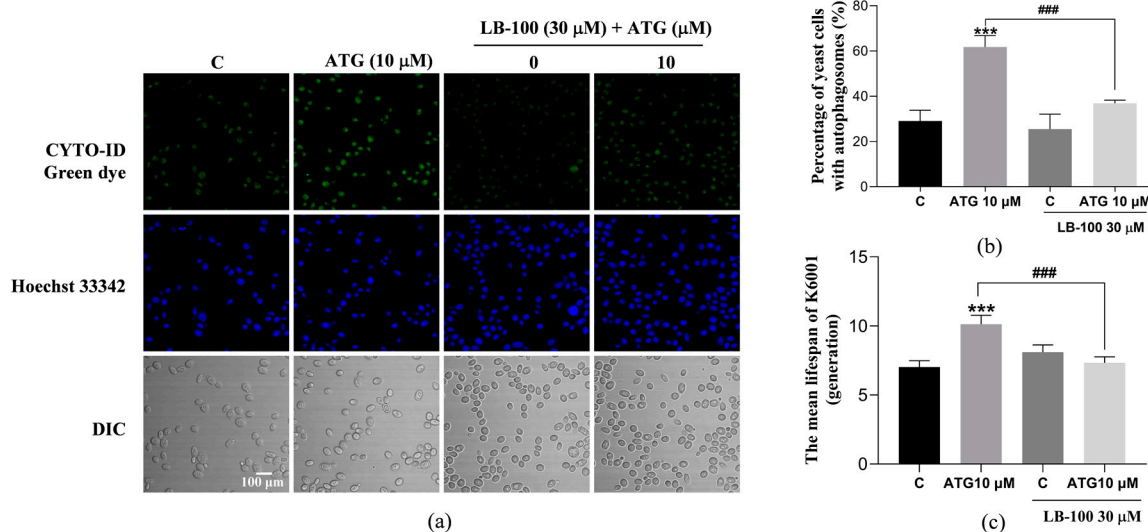 LB-100 (30 μM) + ATG (μM)
C ATG (10 μM) 0 10
CYTO-ID
Green dye
Hoechst 33342
DIC
100 μm
(a)
Percentage of yeast cells
with autophagosomes (%)
80
60
40
20
0
***
###
C ATG 10 μM C ATG 10 μM
LB-100 30 μM
(b)
The mean lifespan of K6001
(generation)
15
10
5
0
***
###
C ATG10 μM C ATG10 μM
LB-100 30 μM
(c)